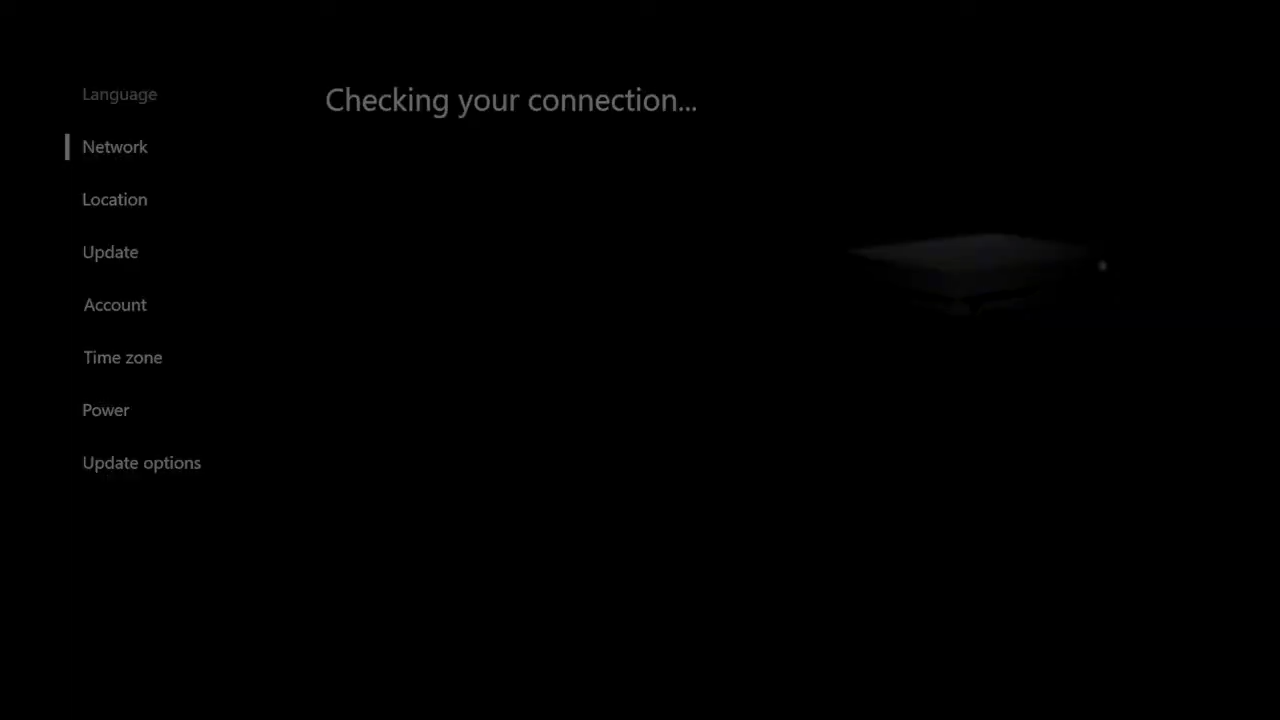 Language
Network
Location
Update
Account
Time zone
Power
Update options
Checking your connection...